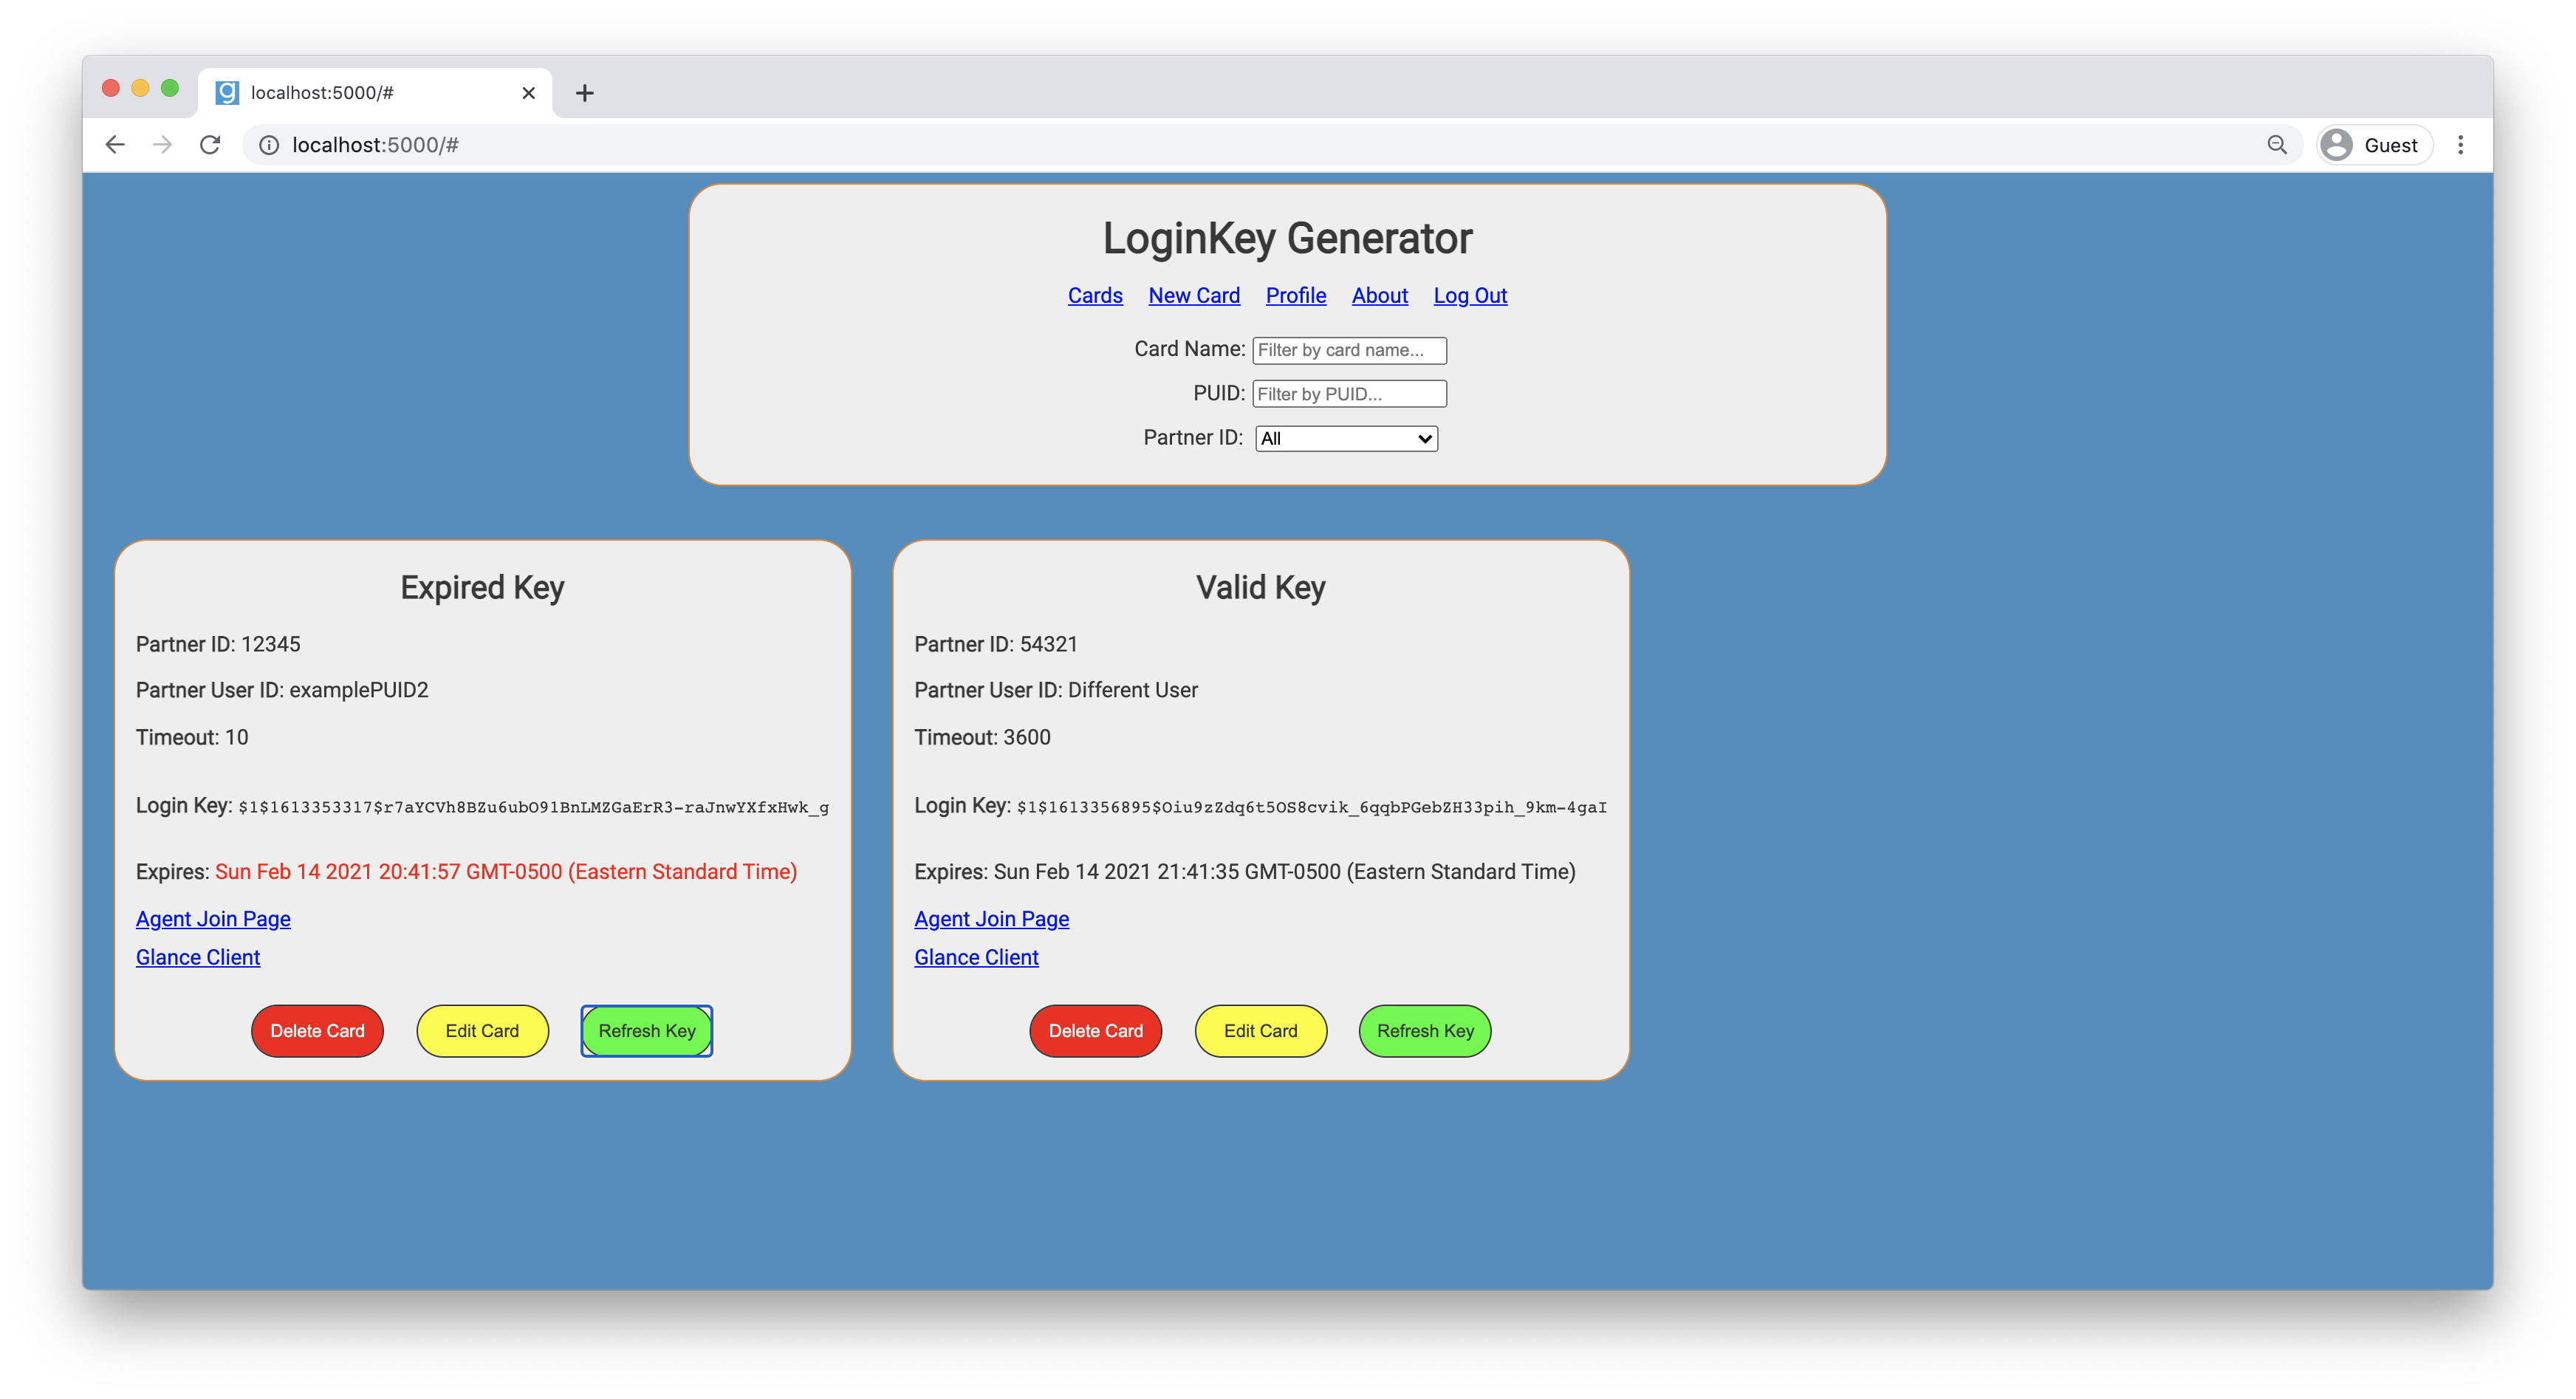 localhost:5000/#
localhost:5000/#
Guest
LoginKey Generator
Cards New Card Profile About Log Out
Card Name: Filter by card name...
PUID: Filter by PUID...
Partner ID: All
Expired Key
Partner ID: 12345
Partner User ID: examplePUID2
Timeout: 10
Login Key: $1$1613353317$r7aYCVh8BZu6ubO91BnLMZGaErR3-raJnwYXfxHwk_g
Expires: Sun Feb 14 2021 20:41:57 GMT-0500 (Eastern Standard Time)
Agent Join Page
Glance Client
Delete Card Edit Card Refresh Key
Valid Key
Partner ID: 54321
Partner User ID: Different User
Timeout: 3600
Login Key: $1$1613356895$Oiu9zZdq6t5OS8cvik_6qqbPGebZH33pih_9km-4gaI
Expires: Sun Feb 14 2021 21:41:35 GMT-0500 (Eastern Standard Time)
Agent Join Page
Glance Client
Delete Card Edit Card Refresh Key